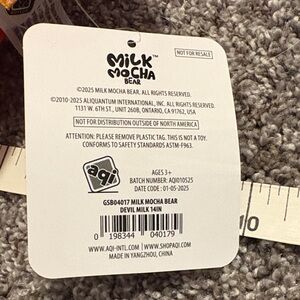 MILK
MOCHA
BEAR
™
NOT FOR RESALE
©2025 MILK MOCHA BEAR. ALL RIGHTS RESERVED.
©2010-2025 ALIQUANTUM INTERNATIONAL, INC. ALL RIGHTS RESERVED.
1131 W. 6TH ST., UNIT 300, ONTARIO, CA 91762, USA
NOT FOR DISTRIBUTION OUTSIDE OF NORTH AMERICA
ATTENTION: PLEASE REMOVE PLASTIC TAG. THIS IS NOT A TOY.
CONFORMS TO SAFETY STANDARDS ASTM-F963.
aqi
AGES 3+
BATCH NUMBER: AQI010525
DATE CODE : 01-05-2025
GSB04017 MILK MOCHA BEAR
DEVIL MILK 14IN
0 198344 040179
WWW.AQI-INTL.COM | WWW.SHOPAQI.COM
MADE IN YANGZHOU, CHINA
10